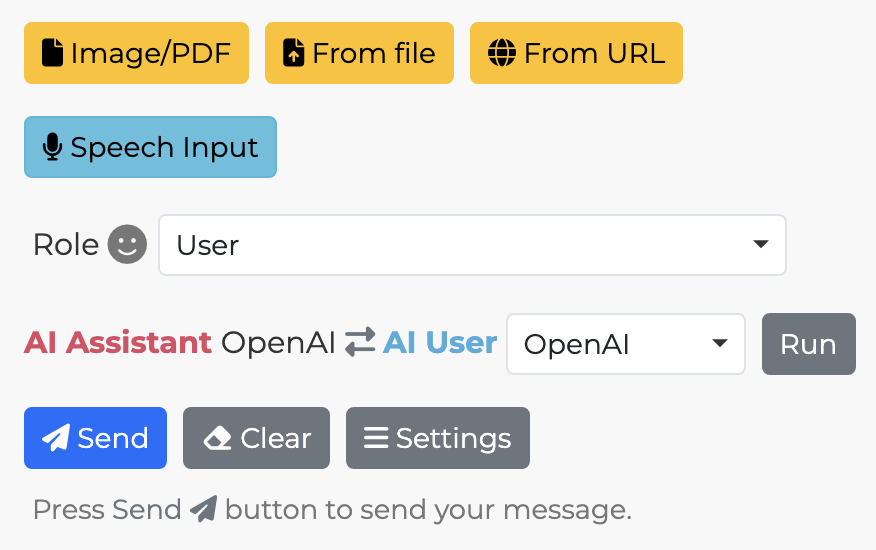 Image/PDF From file From URL
Speech Input
Role User
AI Assistant OpenAI AI User OpenAI Run
Send Clear Settings
Press Send button to send your message.